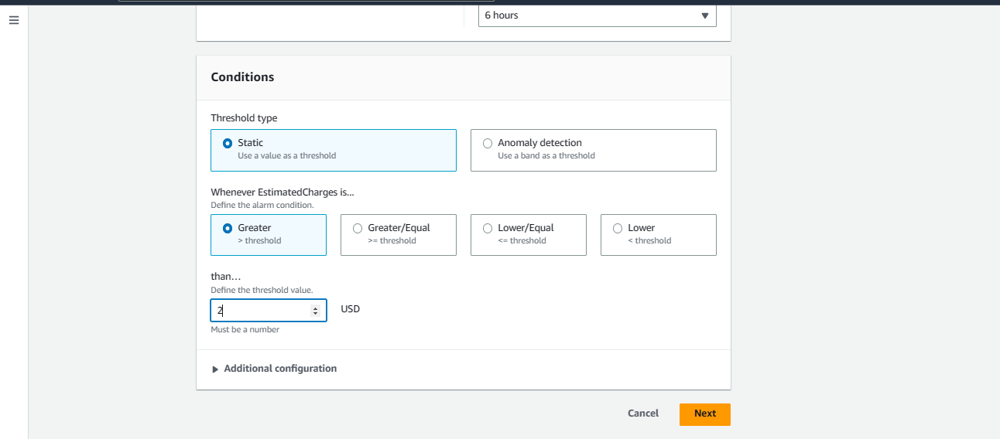 6 hours
Conditions
Threshold type
Static
Use a value as a threshold
Anomaly detection
Use a band as a threshold
Whenever EstimatedCharges is...
Define the alarm condition.
Greater
> threshold
Greater/Equal
>= threshold
Lower/Equal
<= threshold
Lower
< threshold
than...
Define the threshold value.
2
USD
Must be a number
Additional configuration
Cancel
Next